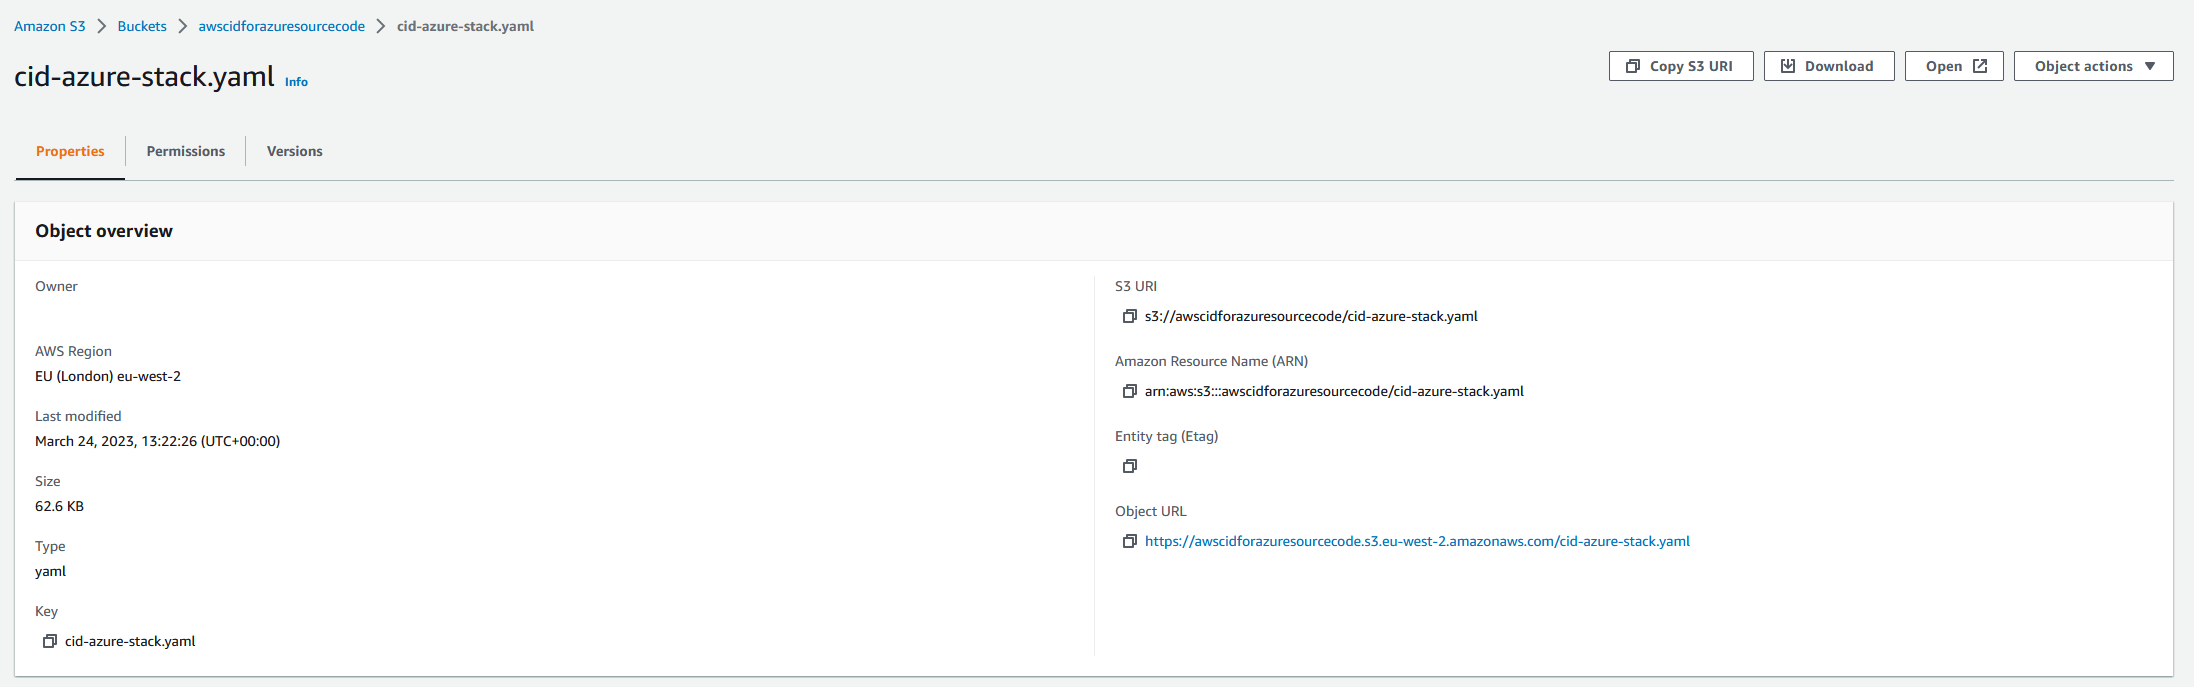 Amazon S3 > Buckets > awscidforazuresourcecode > cid-azure-stack.yaml
cid-azure-stack.yaml Info
Copy S3 URI Download Open Object actions
Properties Permissions Versions
Object overview
Owner
AWS Region
EU (London) eu-west-2
Last modified
March 24, 2023, 13:22:26 (UTC+00:00)
Size
62.6 KB
Type
yaml
Key
cid-azure-stack.yaml
S3 URI
s3://awscidforazuresourcecode/cid-azure-stack.yaml
Amazon Resource Name (ARN)
arn:aws:s3:::awscidforazuresourcecode/cid-azure-stack.yaml
Entity tag (Etag)
Object URL
https://awscidforazuresourcecode.s3.eu-west-2.amazonaws.com/cid-azure-stack.yaml